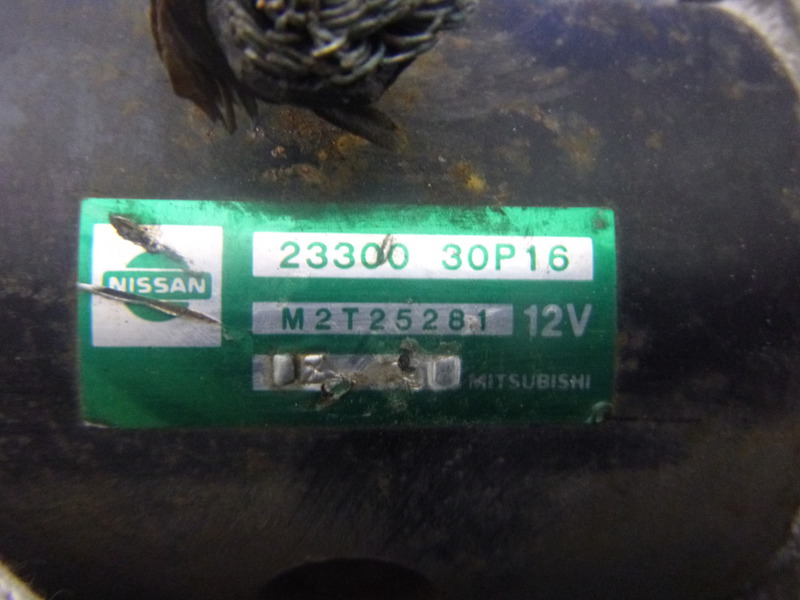 NISSAN
23300 30P16
M2T25281 12V
MITSUBISHI